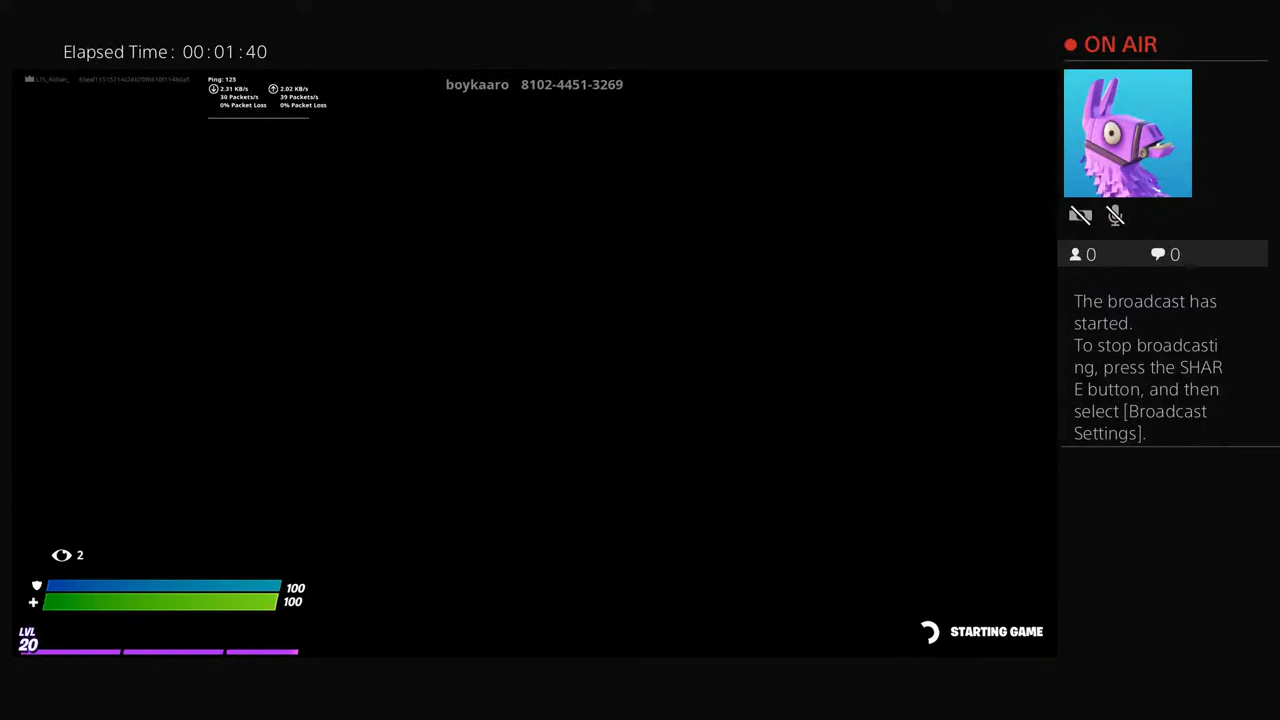 Elapsed Time: 00:01:40
ON AIR
Ping: 125
2.31 KB/s 2.02 KB/s
30 Packets/s 39 Packets/s
0% Packet Loss 0% Packet Loss
boykaaro 8102-4451-3269
0 0
The broadcast has
started.
To stop broadcasti
ng, press the SHAR
E button, and then
select [Broadcast
Settings].
2
100
100
LVL
20
STARTING GAME